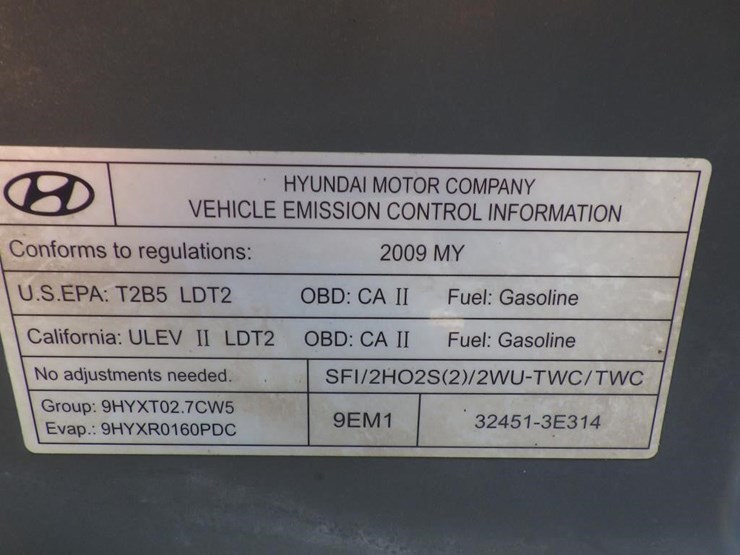 HYUNDAI MOTOR COMPANY
VEHICLE EMISSION CONTROL INFORMATION
Conforms to regulations: 2009 MY
U.S.EPA: T2B5 LDT2 OBD: CA II Fuel: Gasoline
California: ULEV II LDT2 OBD: CA II Fuel: Gasoline
No adjustments needed. SFI/2HO2S(2)/2WU-TWC/TWC
Group: 9HYXT02.7CW5
Evap.: 9HYXR0160PDC
9EM1 32451-3E314